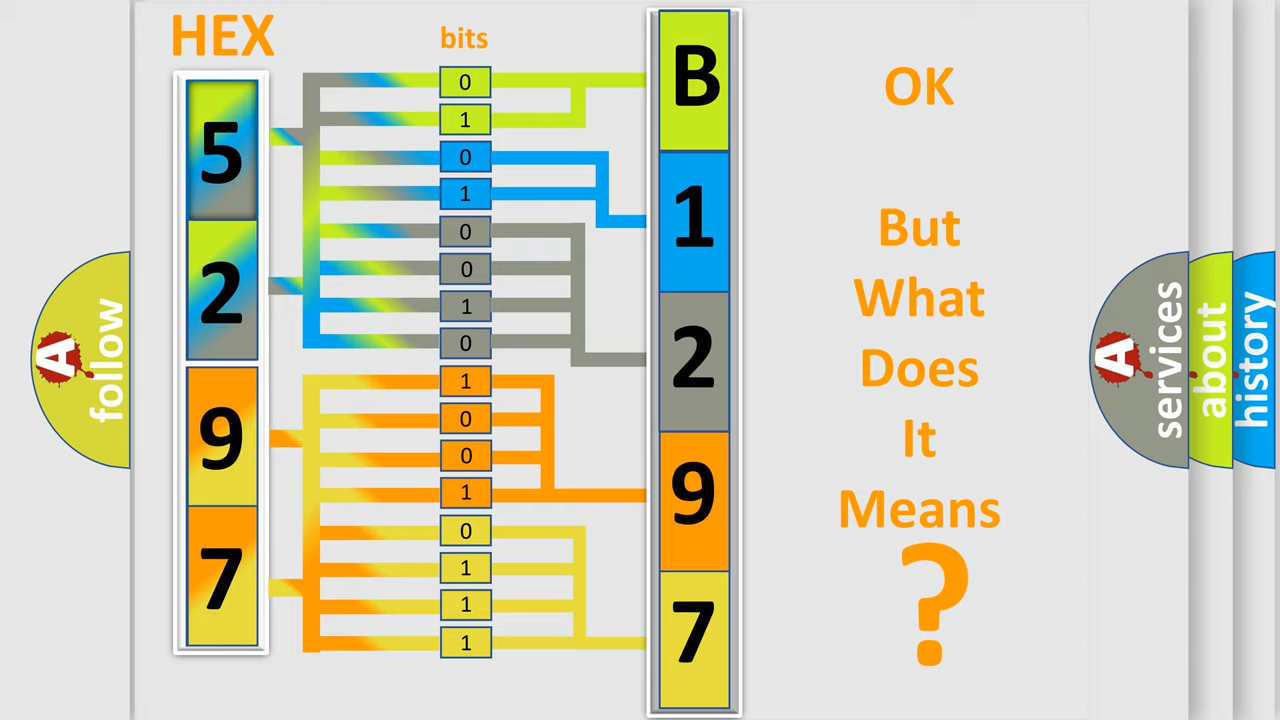 HEX
bits
5
2
9
7
0
1
0
1
0
0
1
0
1
0
0
1
0
1
1
1
B
1
2
9
7
OK
But
What
Does
It
Means
?
A
follow
A
services
about
history